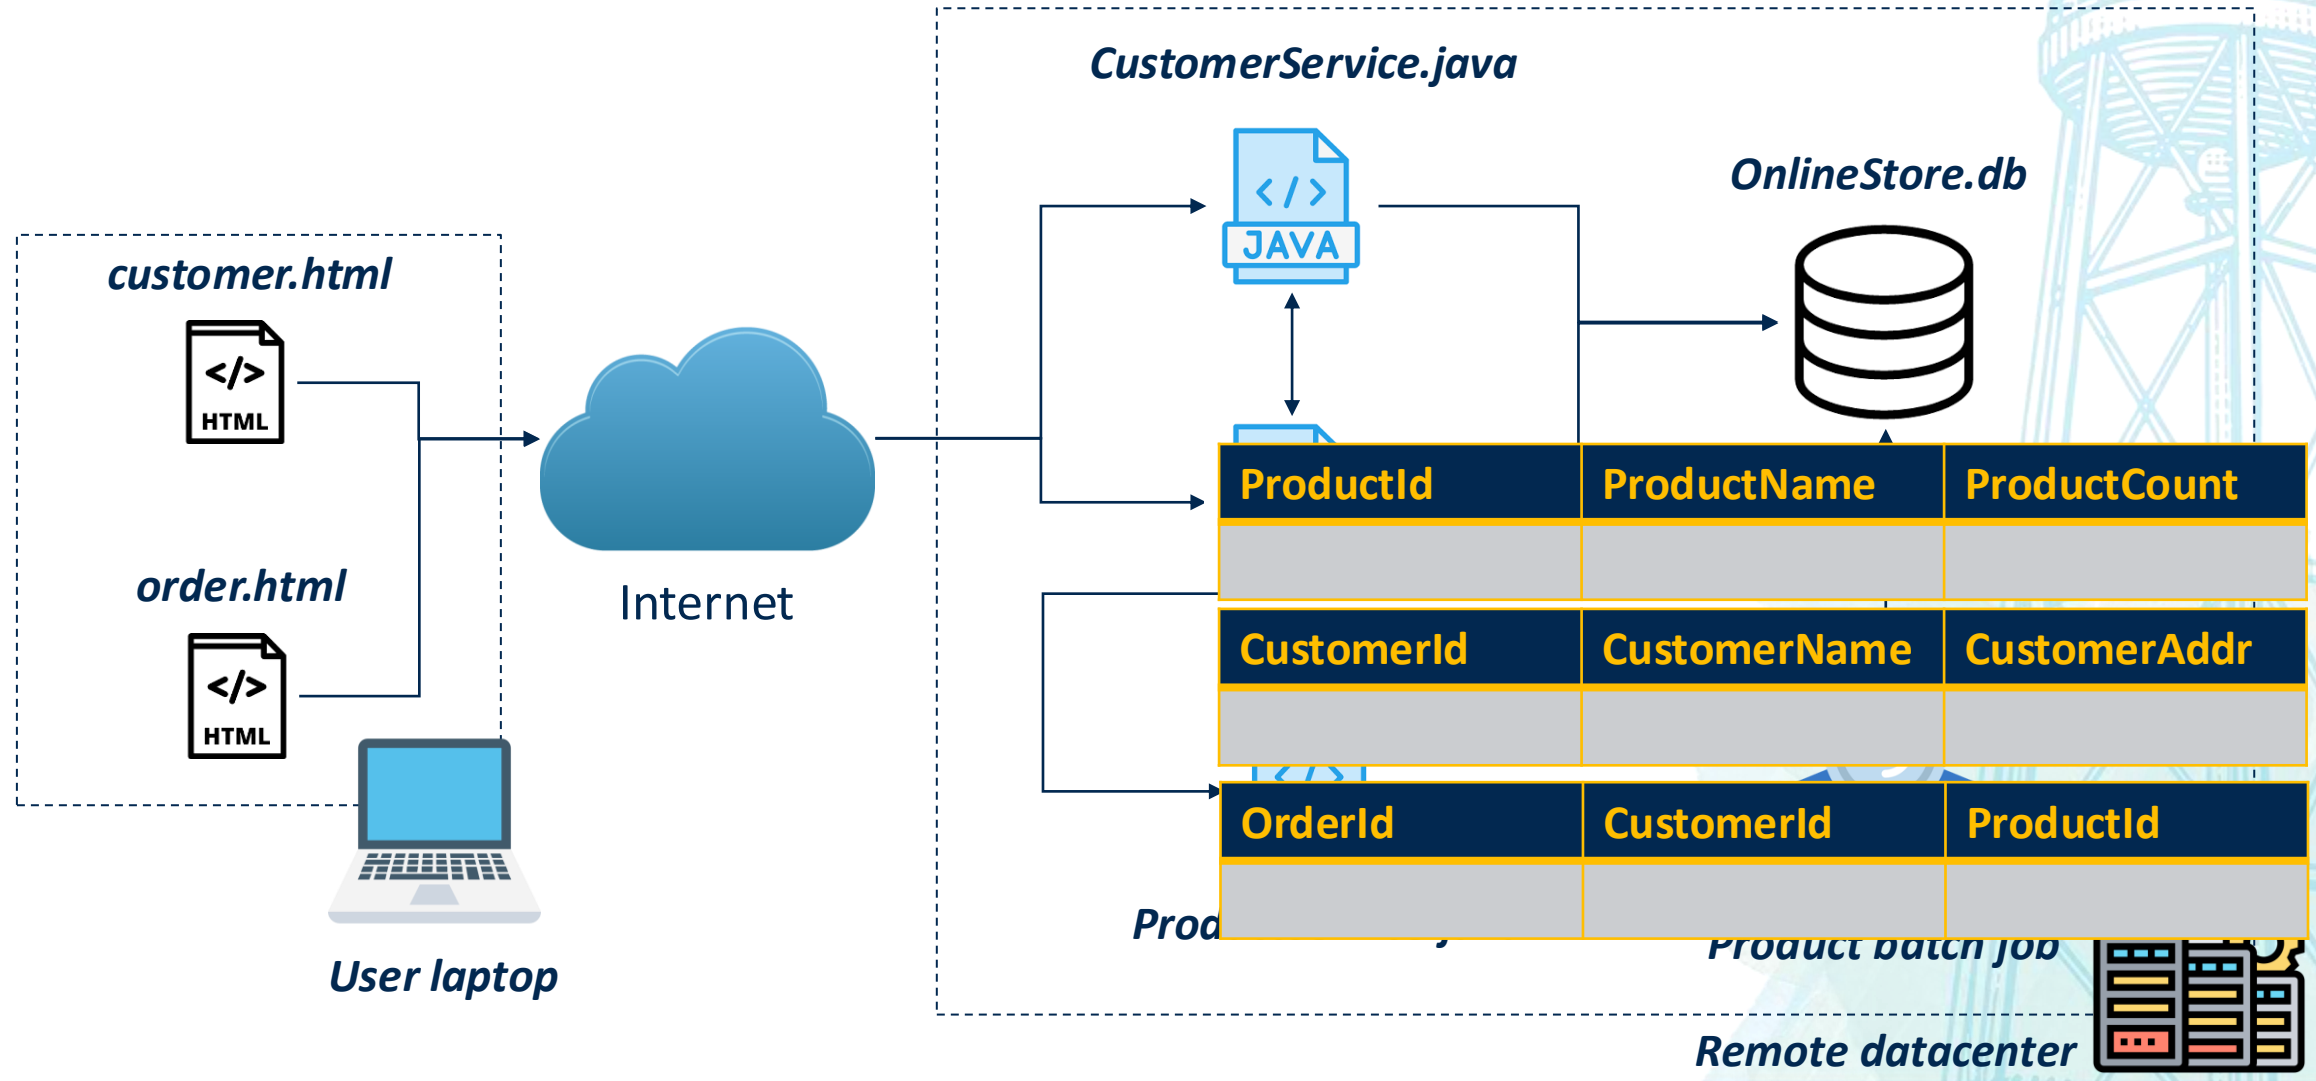 CustomerService.java
OnlineStore.db
JAVA
customer.html
</>
HTML
order.html
</>
HTML
Internet
User laptop
</>
ProductId ProductName ProductCount
CustomerId CustomerName CustomerAddr
</>
OrderId CustomerId ProductId
Product batch job
Remote datacenter